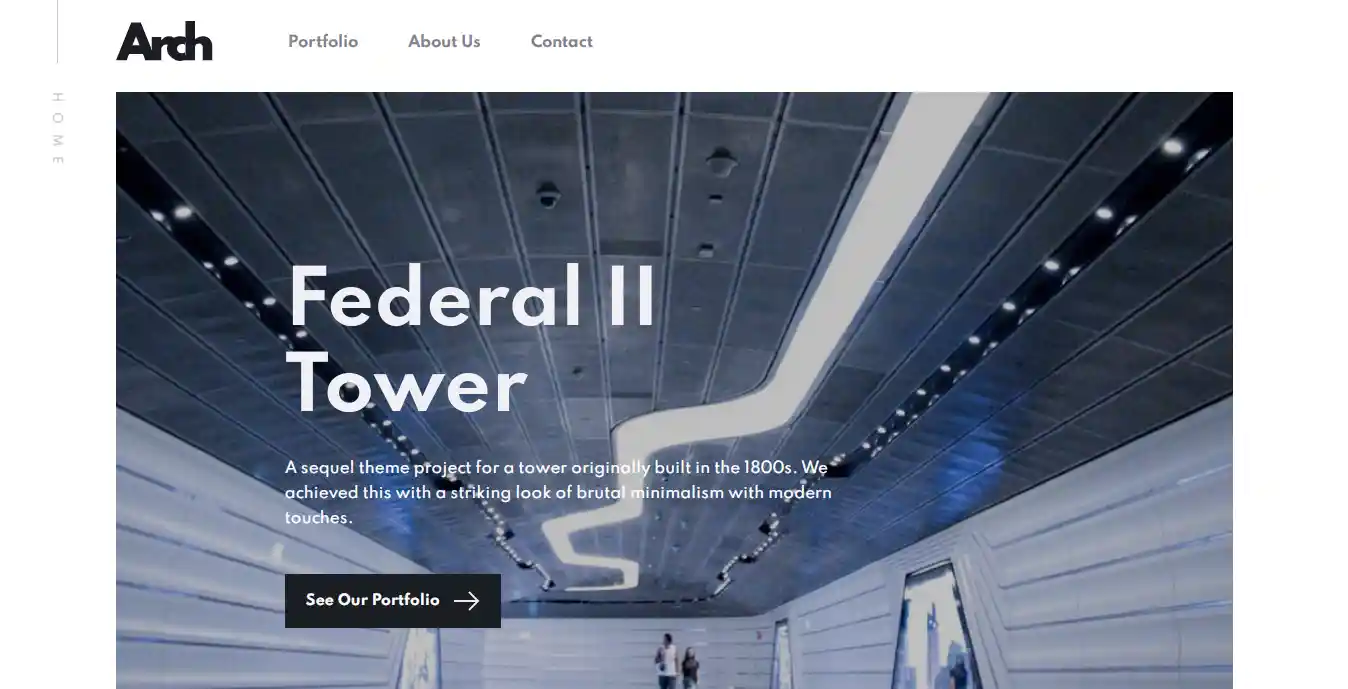 Arch
Portfolio
About Us
Contact
HOME
Federal II
Tower
A sequel theme project for a tower originally built in the 1800s. We
achieved this with a striking look of brutal minimalism with modern
touches.
See Our Portfolio